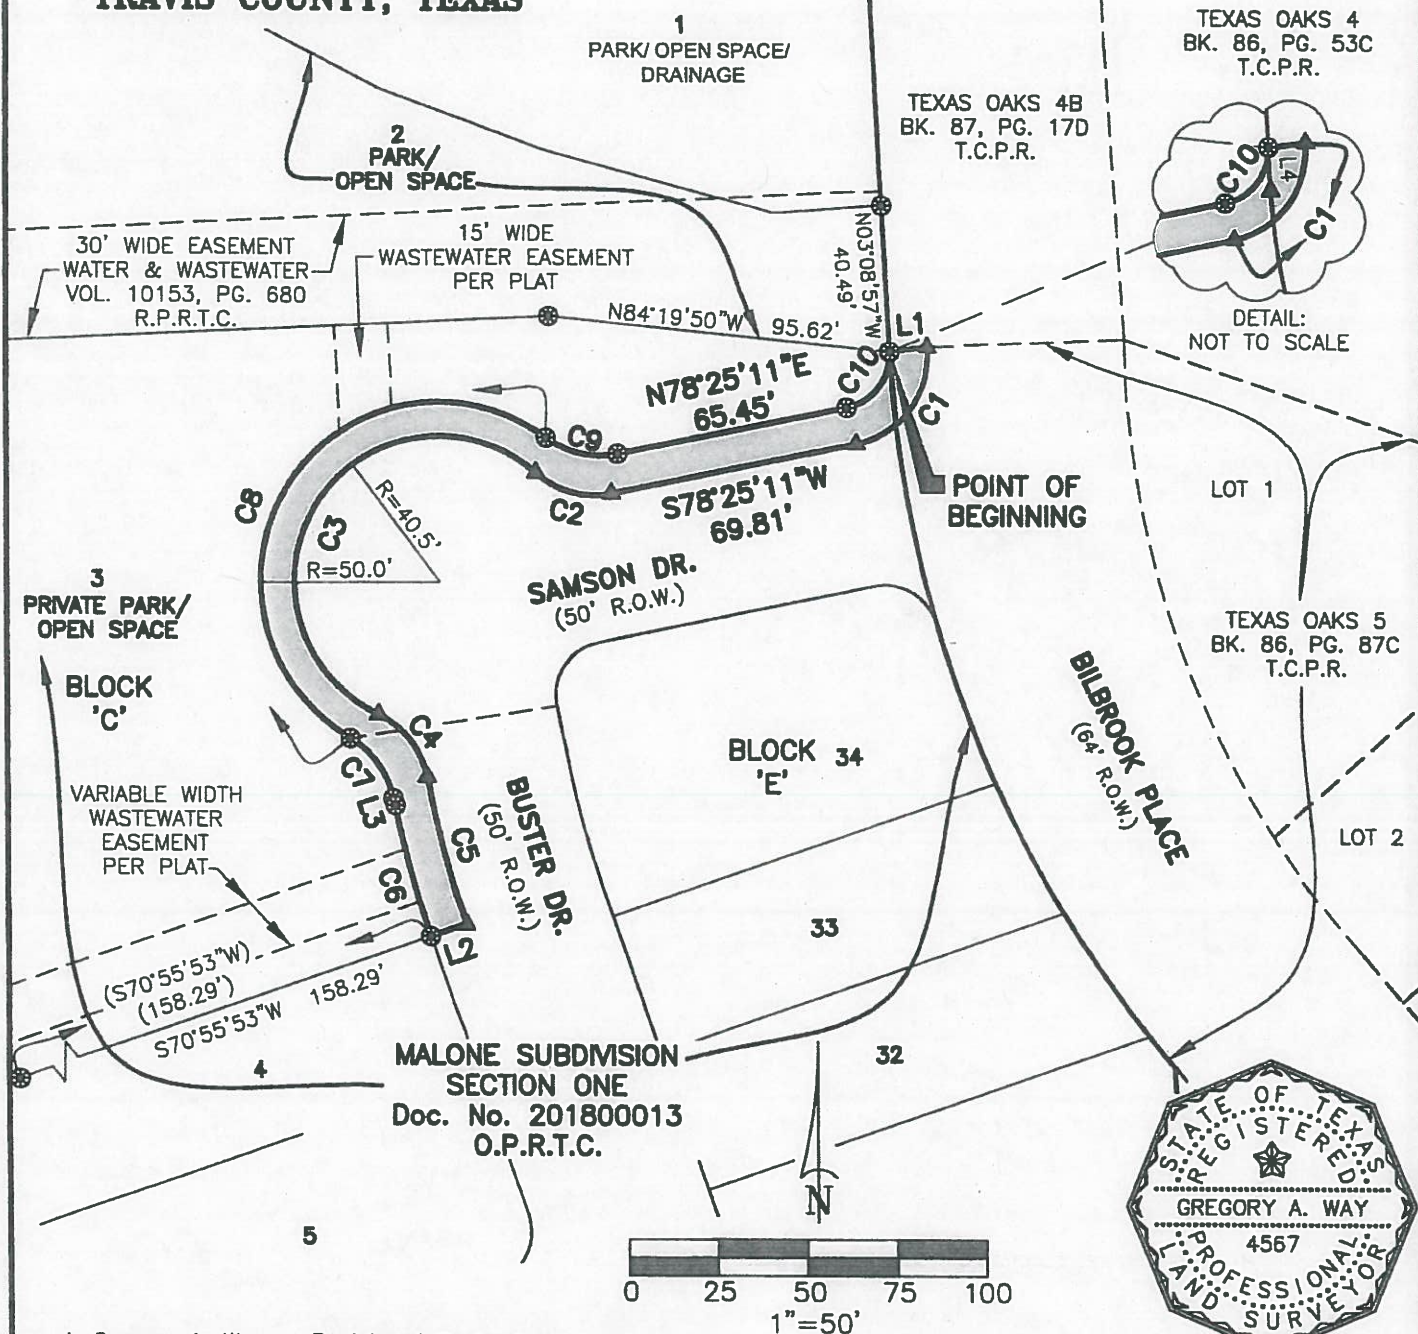 TRAVIS COUNTY, TEXAS
1
PARK/ OPEN SPACE/
DRAINAGE
TEXAS OAKS 4
BK. 86, PG. 53C
T.C.P.R.
TEXAS OAKS 4B
BK. 87, PG. 17D
T.C.P.R.
2
PARK/
OPEN SPACE
C10
L4
C1
DETAIL:
NOT TO SCALE
30' WIDE EASEMENT
WATER & WASTEWATER
VOL. 10153, PG. 680
R.P.R.T.C.
15' WIDE
WASTEWATER EASEMENT
PER PLAT
N03°08'57"W
40.49'
N84°19'50"W 95.62'
L1
N78°25'11"E
65.45'
C10
C1
C9
C2
S78°25'11"W
69.81'
POINT OF
BEGINNING
LOT 1
C8
C3
R=40.5'
R=50.0'
SAMSON DR.
(50' R.O.W.)
3
PRIVATE PARK/
OPEN SPACE
BLOCK
'C'
TEXAS OAKS 5
BK. 86, PG. 87C
T.C.P.R.
BILBROOK PLACE
(64' R.O.W.)
C4
C7
L3
C5
C6
L2
BLOCK 34
'E'
BUSTER DR.
(50' R.O.W.)
VARIABLE WIDTH
WASTEWATER
EASEMENT
PER PLAT
LOT 2
33
(S70°55'53"W)
(158.29')
S70°55'53"W 158.29'
4
MALONE SUBDIVISION
SECTION ONE
Doc. No. 201800013
O.P.R.T.C.
32
5
N
0 25 50 75 100
1"=50'
STATE OF TEXAS
REGISTERED
GREGORY A. WAY
4567
PROFESSIONAL
LAND SURVEYOR